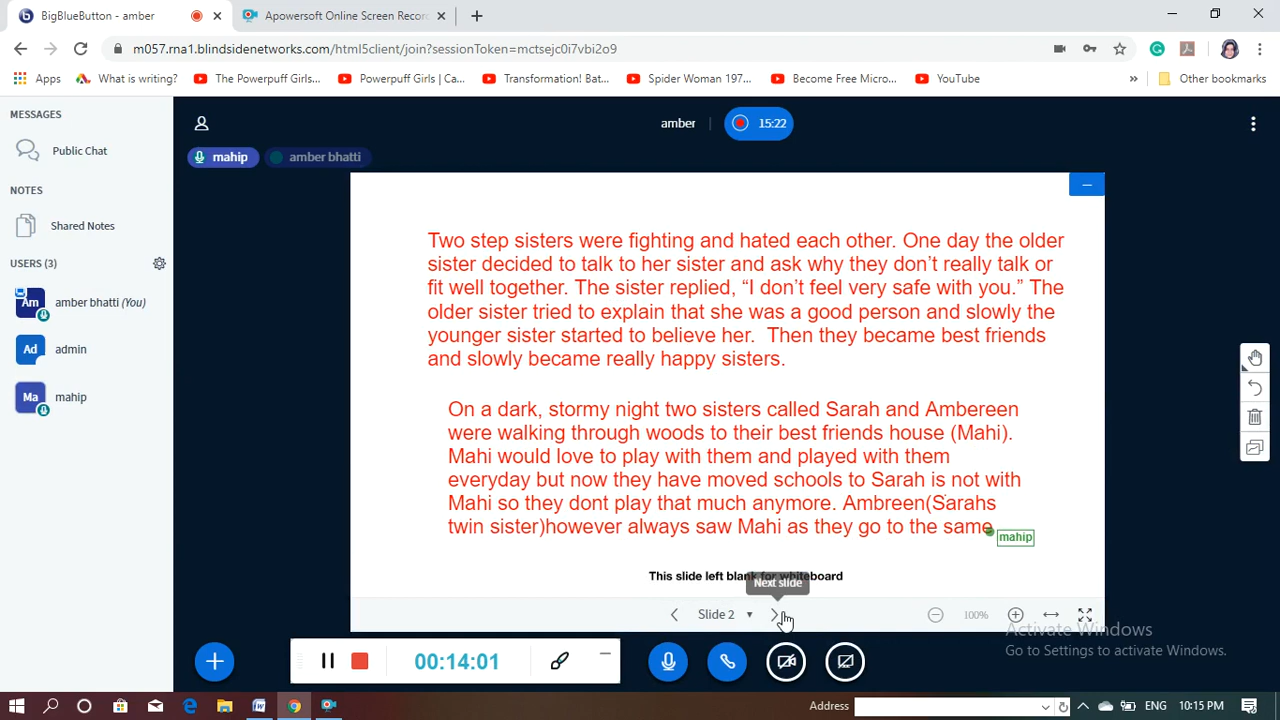 BigBlueButton - amber
Apowersoft Online Screen Recor
m057.rna1.blindsidenetworks.com/html5client/join?sessionToken=mctsejc0i7vbi2o9
Apps
What is writing?
The Powerpuff Girls...
Powerpuff Girls | Ca...
Transformation! Bat...
Spider Woman 197...
Become Free Micro...
YouTube
»
Other bookmarks
MESSAGES
Public Chat
NOTES
Shared Notes
USERS (3)
Am amber bhatti (You)
Ad admin
Ma mahip
amber | 15:22
mahip
amber bhatti
Two step sisters were fighting and hated each other. One day the older
sister decided to talk to her sister and ask why they don't really talk or
fit well together. The sister replied, “I don't feel very safe with you.” The
older sister tried to explain that she was a good person and slowly the
younger sister started to believe her.  Then they became best friends
and slowly became really happy sisters.
On a dark, stormy night two sisters called Sarah and Ambereen
were walking through woods to their best friends house (Mahi).
Mahi would love to play with them and played with them
everyday but now they have moved schools to Sarah is not with
Mahi so they dont play that much anymore. Ambreen(Sarahs
twin sister)however always saw Mahi as they go to the same
mahip
This slide left blank for whiteboard
Next slide
Slide 2
100%
00:14:01
Activate Windows
Go to Settings to activate Windows.
Address
ENG
10:15 PM